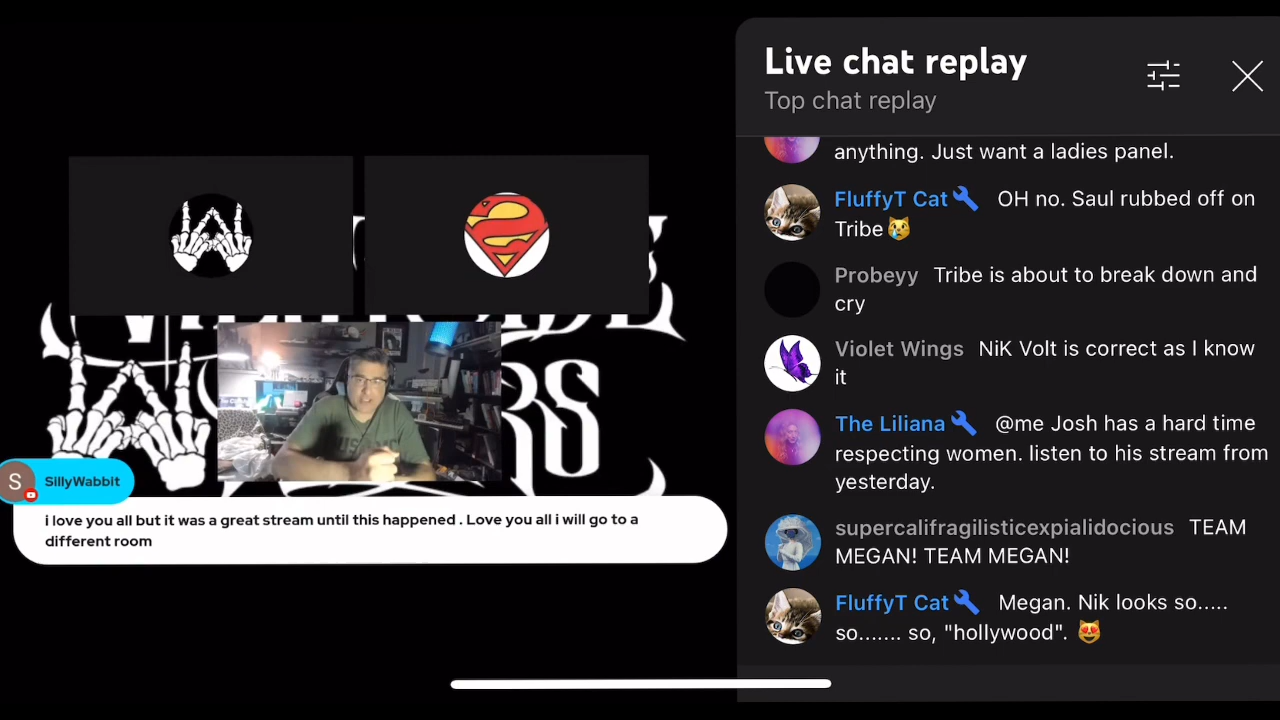 Live chat replay
Top chat replay
anything. Just want a ladies panel.
FluffyT Cat OH no. Saul rubbed off on
Tribe😿
Probeyy Tribe is about to break down and
cry
Violet Wings NiK Volt is correct as I know
it
The Liliana @me Josh has a hard time
respecting women. listen to his stream from
yesterday.
supercalifragilisticexpialidocious TEAM
MEGAN! TEAM MEGAN!
FluffyT Cat Megan. Nik looks so.....
so....... so, "hollywood". 😻
S SillyWabbit
i love you all but it was a great stream until this happened . Love you all i will go to a
different room